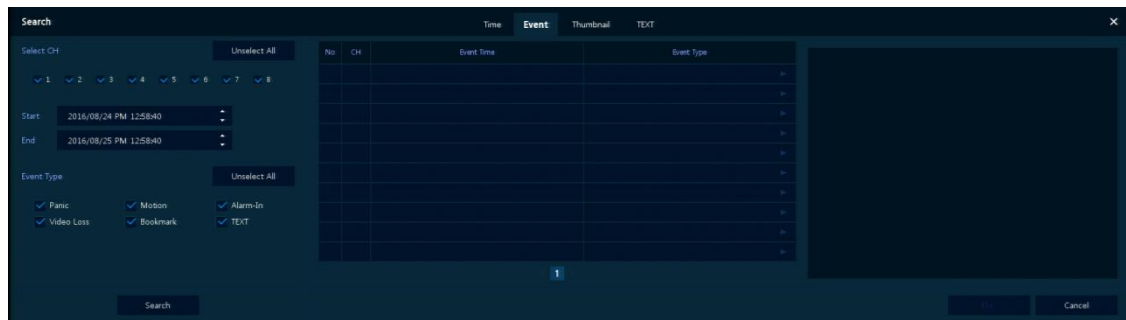 Search Time Event Thumbnail TEXT
Select CH Unselect All
1 2 3 4 5 6 7 8
Start 2016/08/24 PM 12:58:40
End 2016/08/25 PM 12:58:40
Event Type Unselect All
Panic Motion Alarm-In
Video Loss Bookmark TEXT
Search
No CH Event Time Event Type
1
Cancel